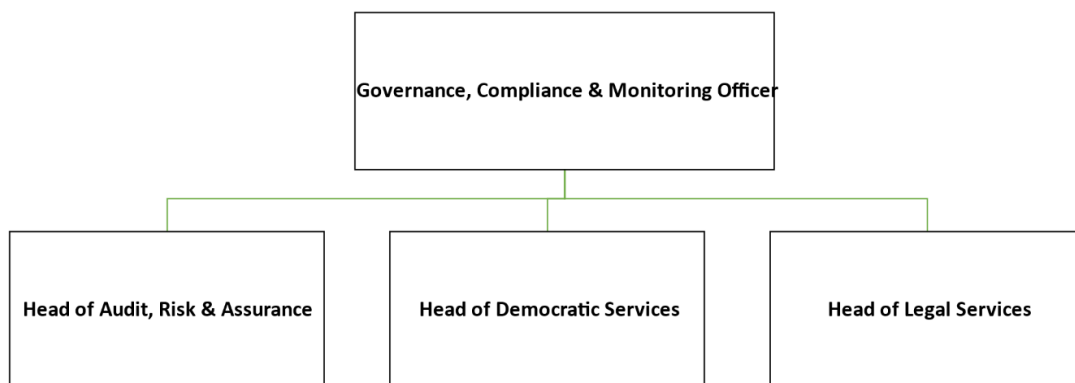 Governance, Compliance & Monitoring Officer
Head of Audit, Risk & Assurance
Head of Democratic Services
Head of Legal Services